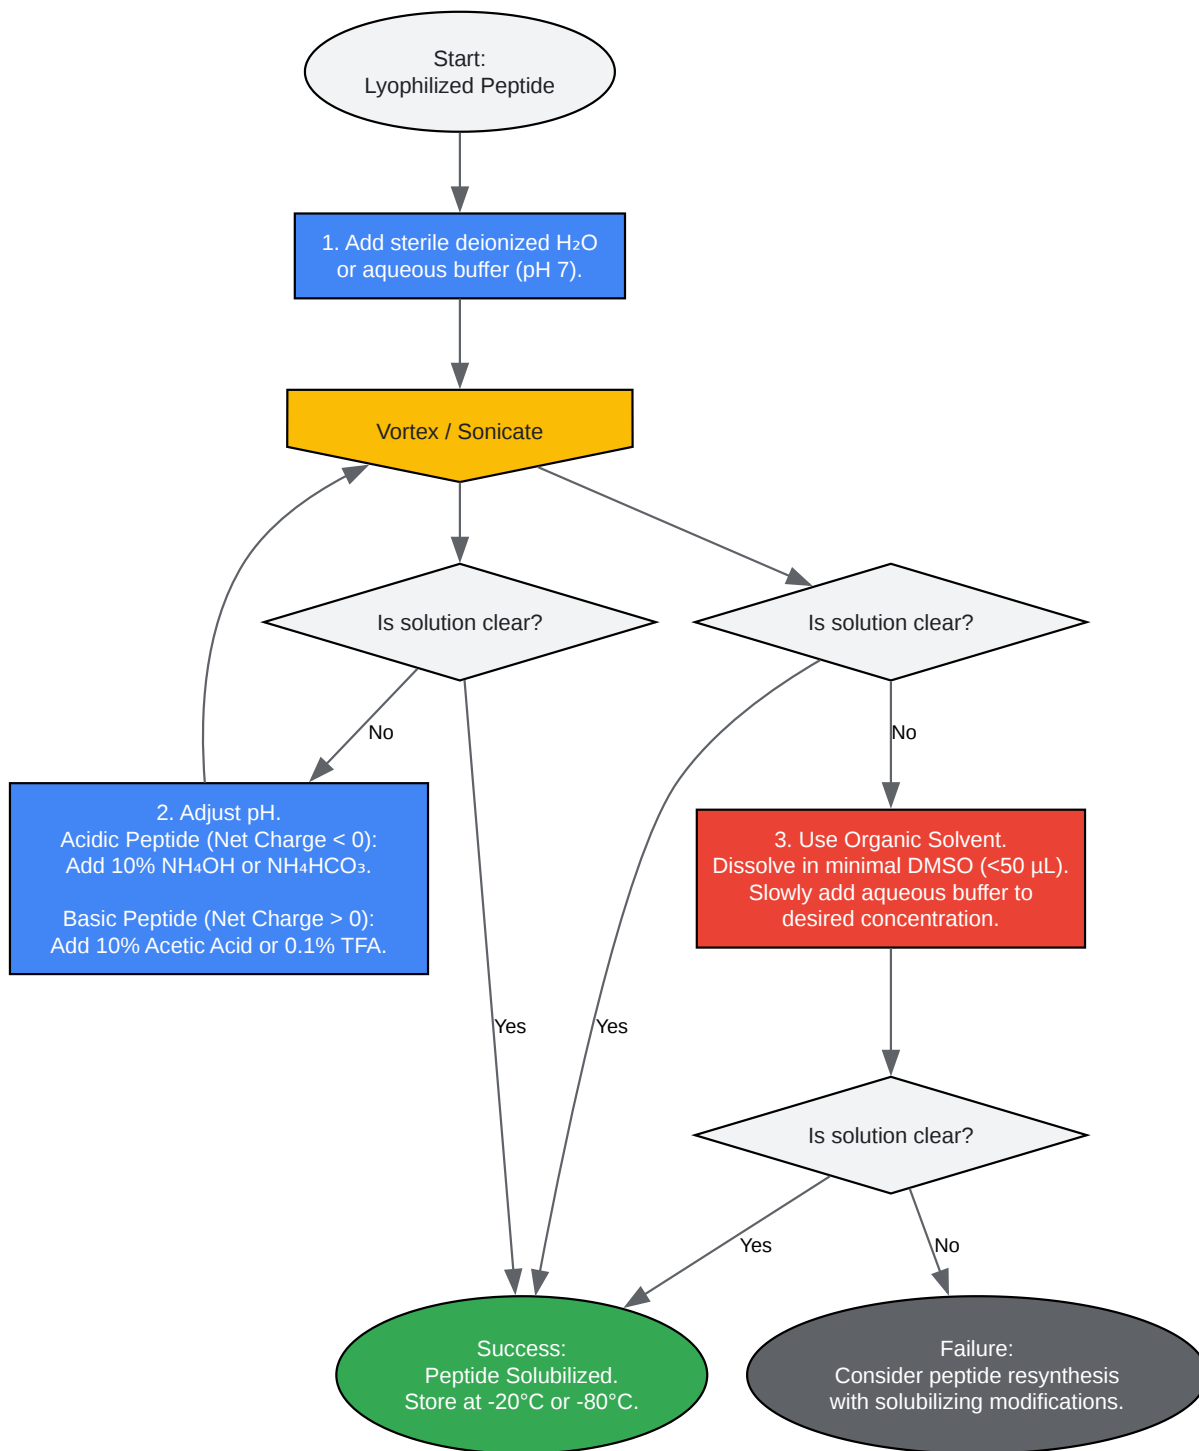 Start:
Lyophilized Peptide
1. Add sterile deionized H₂O
or aqueous buffer (pH 7).
Vortex / Sonicate
Is solution clear?
Is solution clear?
No
No
2. Adjust pH.
Acidic Peptide (Net Charge < 0):
Add 10% NH₄OH or NH₄HCO₃.
Basic Peptide (Net Charge > 0):
Add 10% Acetic Acid or 0.1% TFA.
3. Use Organic Solvent.
Dissolve in minimal DMSO (<50 µL).
Slowly add aqueous buffer to
desired concentration.
Yes
Yes
Is solution clear?
Yes
No
Success:
Peptide Solubilized.
Store at -20°C or -80°C.
Failure:
Consider peptide resynthesis
with solubilizing modifications.